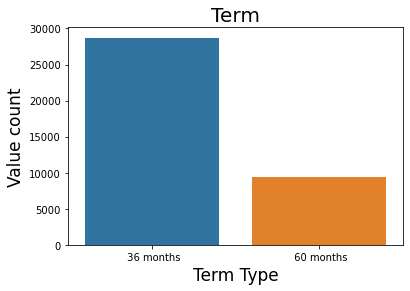 Term
30000
25000
20000
15000
10000
5000
0
Value count
36 months
60 months
Term Type